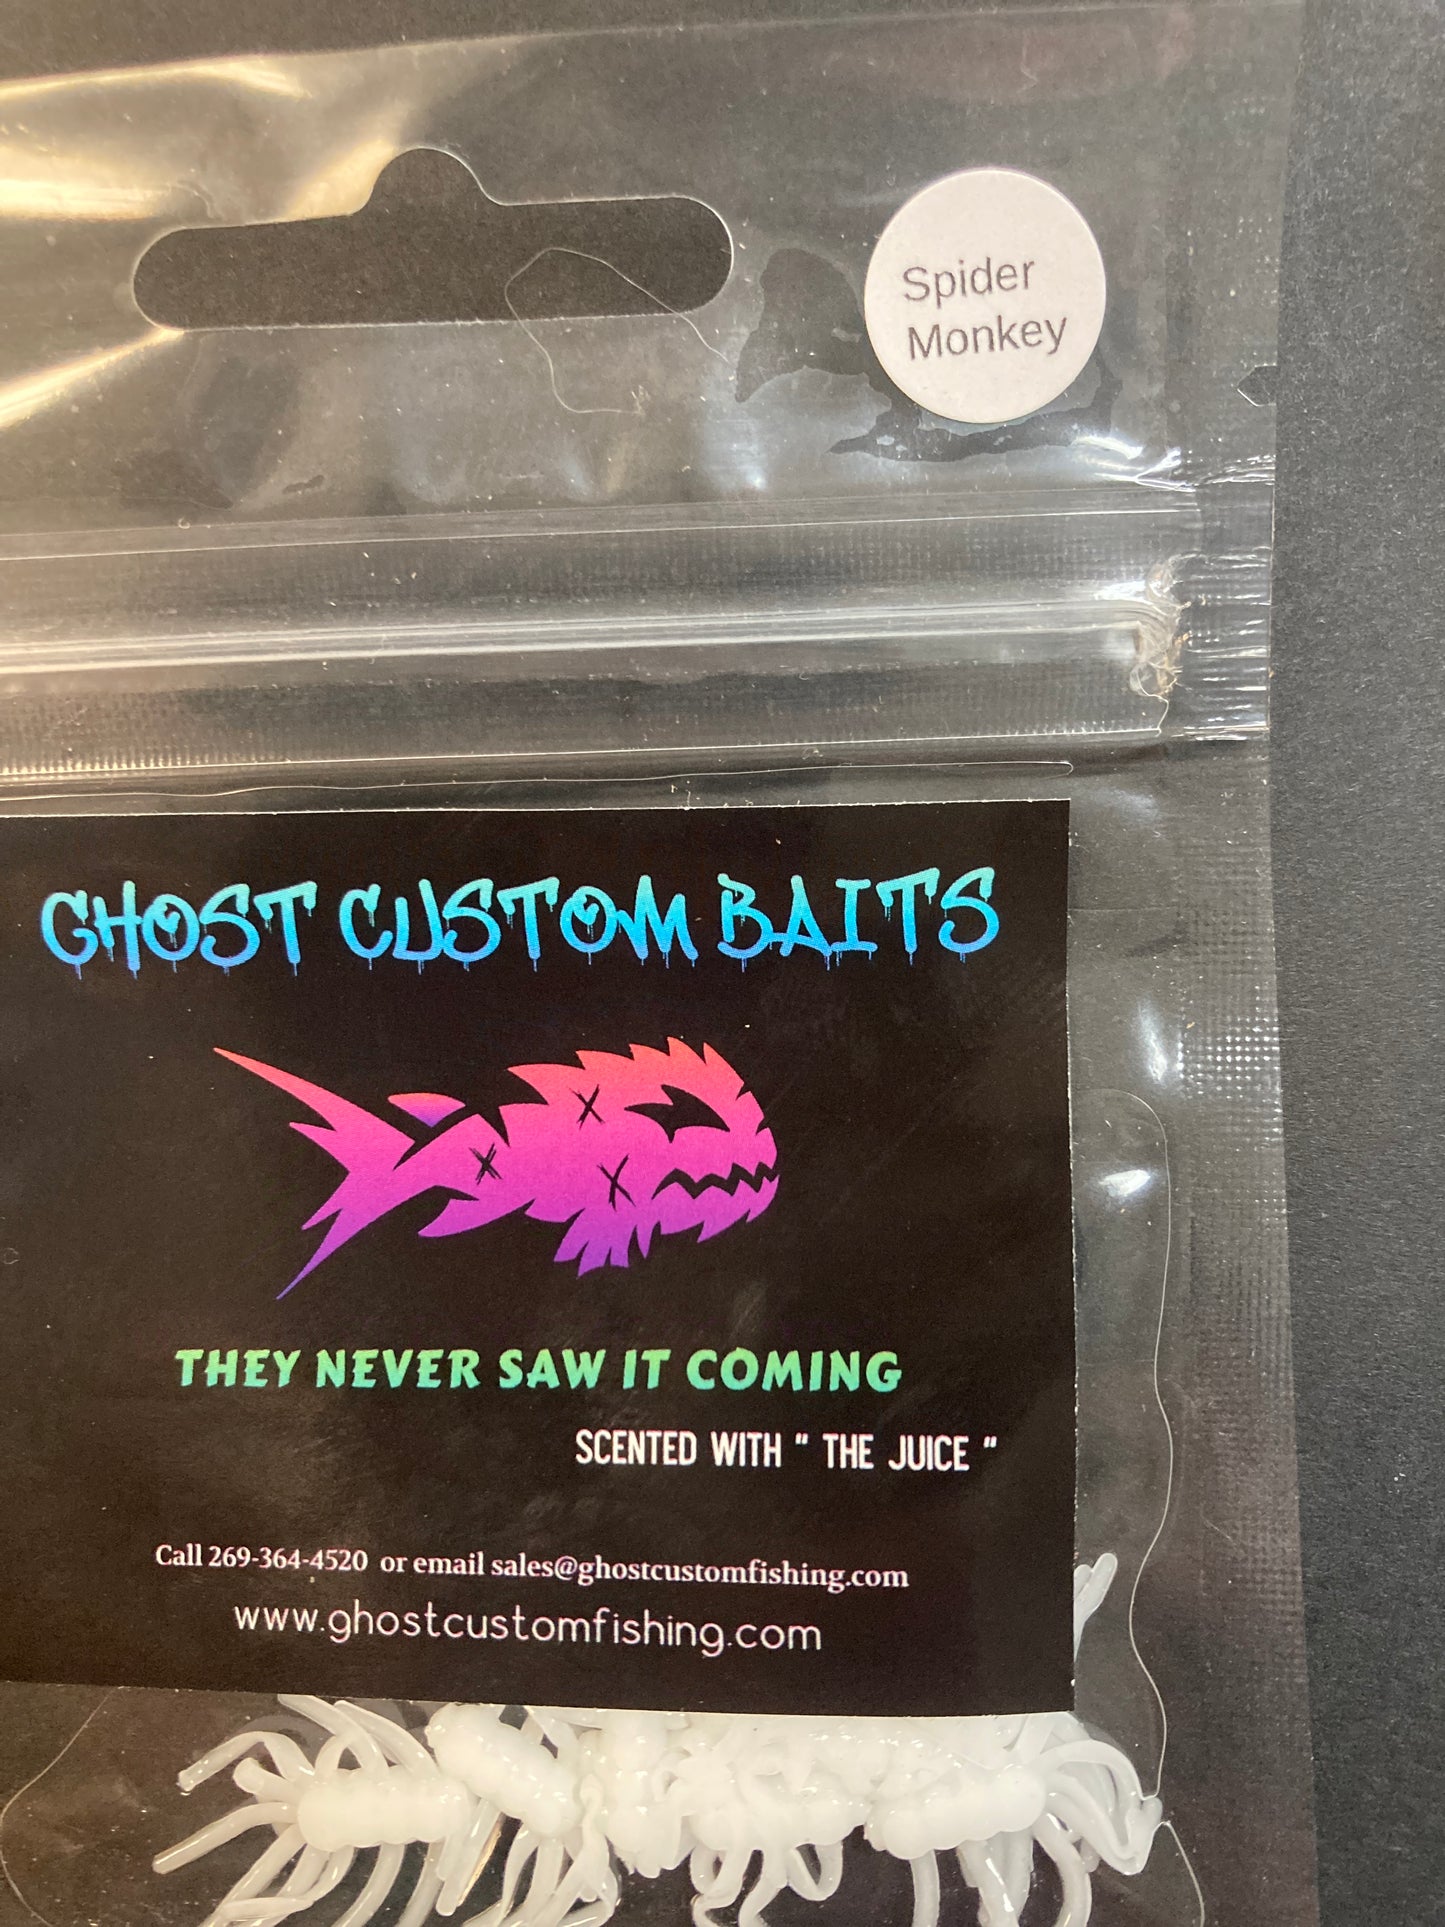 Spider
Monkey
GHOST CUSTOM BAITS
THEY NEVER SAW IT COMING
SCENTED WITH " THE JUICE "
Call 269-364-4520 or email sales@ghostcustomfishing.com
www.ghostcustomfishing.com